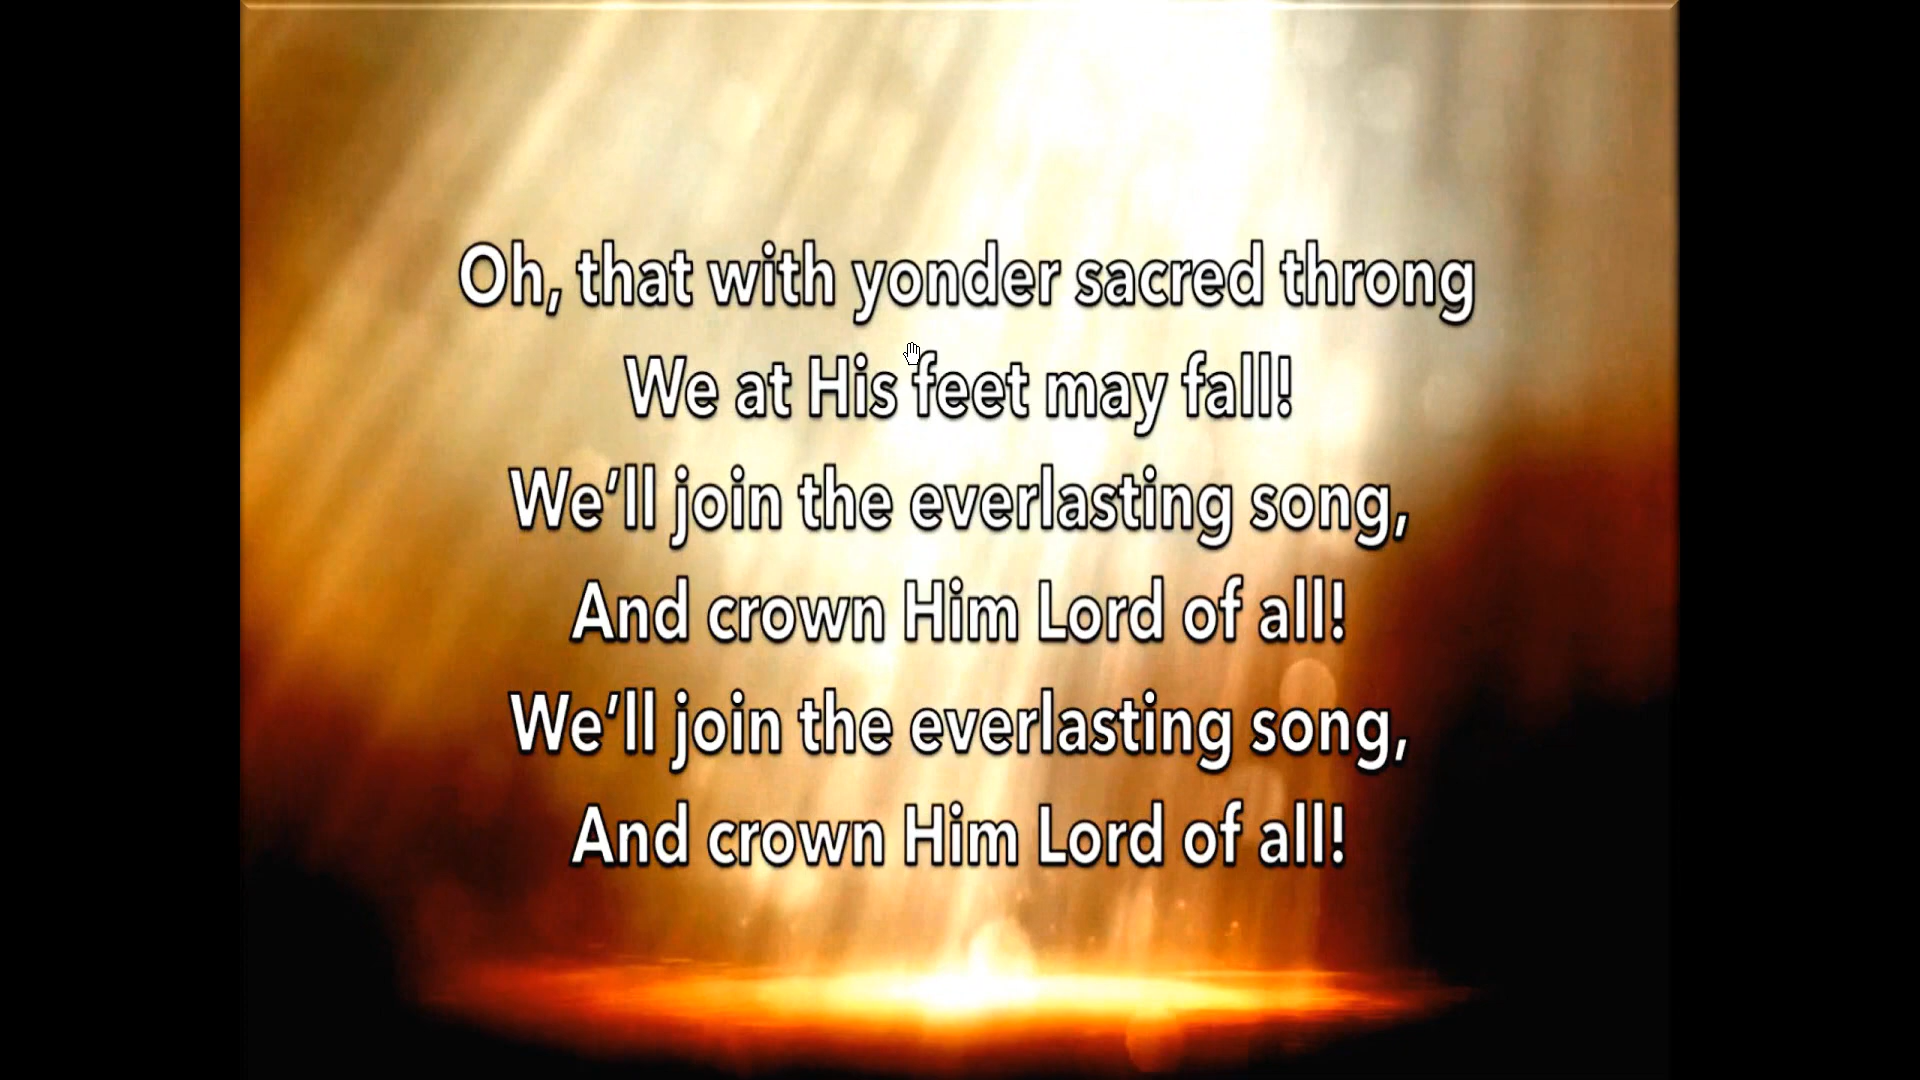 Oh, that with yonder sacred throng
We at His feet may fall!
We’ll join the everlasting song,
And crown Him Lord of all!
We’ll join the everlasting song,
And crown Him Lord of all!